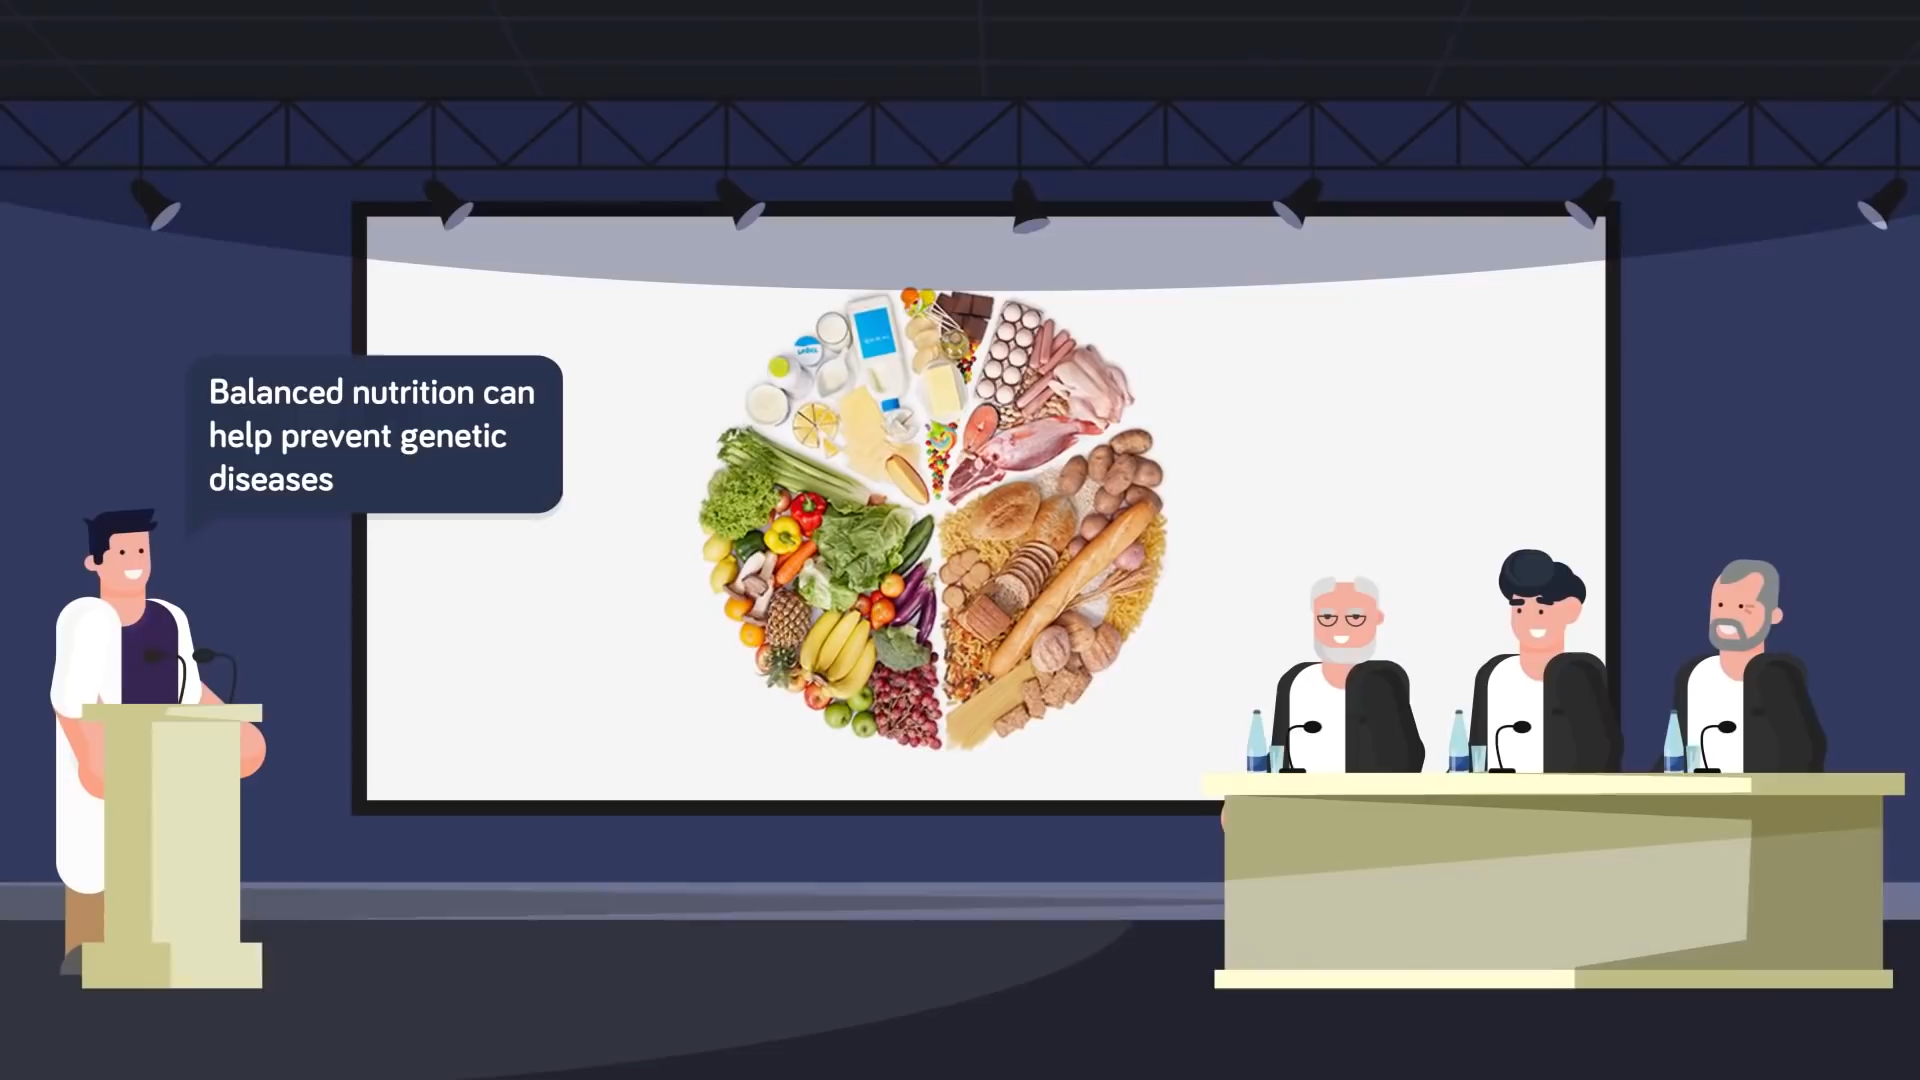 Balanced nutrition can
help prevent genetic
diseases